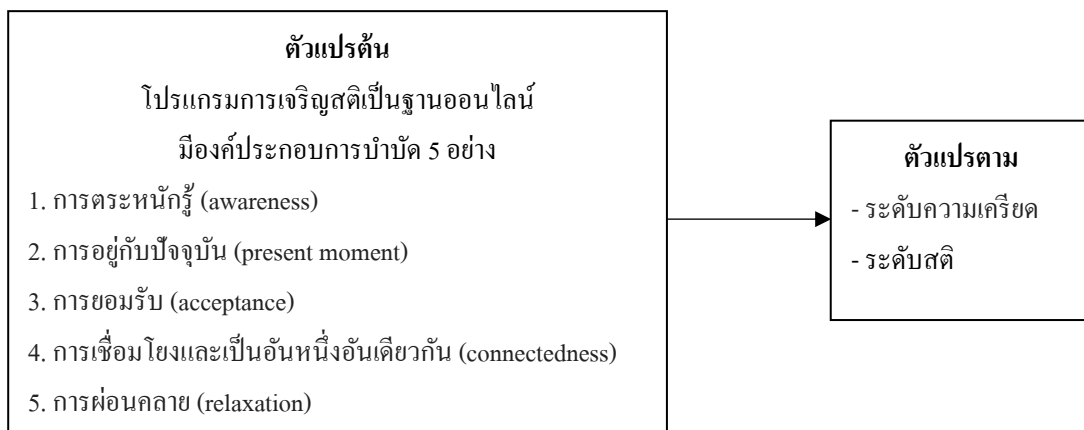 ตัวแปรต้น
โปรแกรมการเจริญสติเป็นฐานออนไลน์
มีองค์ประกอบการบำบัด 5 อย่าง
1. การตระหนักรู้ (awareness)
2. การอยู่กับปัจจุบัน (present moment)
3. การยอมรับ (acceptance)
4. การเชื่อมโยงและเป็นอันหนึ่งอันเดียวกัน (connectedness)
5. การผ่อนคลาย (relaxation)
ตัวแปรตาม
- ระดับความเครียด
- ระดับสติ